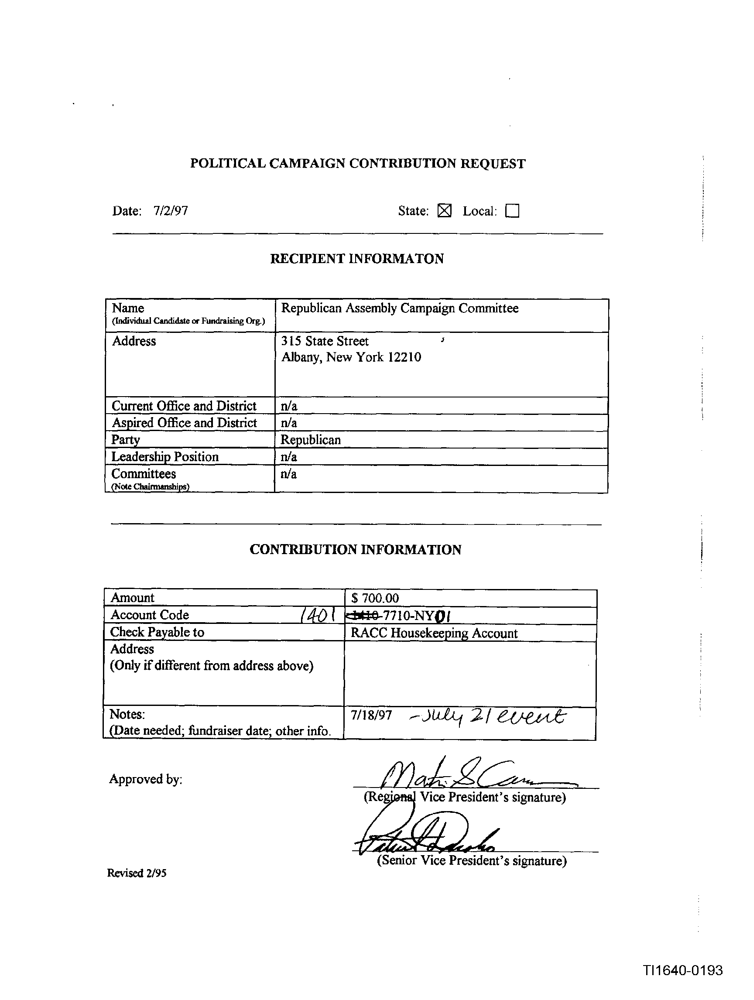 POLITICAL CAMPAIGN CONTRIBUTION REQUEST
Date: 7/2/97 State: ☒ Local: ☐
RECIPIENT INFORMATON
Name Republican Assembly Campaign Committee
(Individual Candidate or Fundraising Org.)
Address 315 State Street
Albany, New York 12210
Current Office and District n/a
Aspired Office and District n/a
Party Republican
Leadership Position n/a
Committees n/a
(Note Chairmanships)
CONTRIBUTION INFORMATION
Amount $ 700.00
Account Code 1401 -7710-NY01
Check Payable to RACC Housekeeping Account
Address
(Only if different from address above)
Notes: 7/18/97 - July 21 event
(Date needed; fundraiser date; other info.
Approved by:
(Regional Vice President's signature)
(Senior Vice President's signature)
Revised 2/95
TI1640-0193